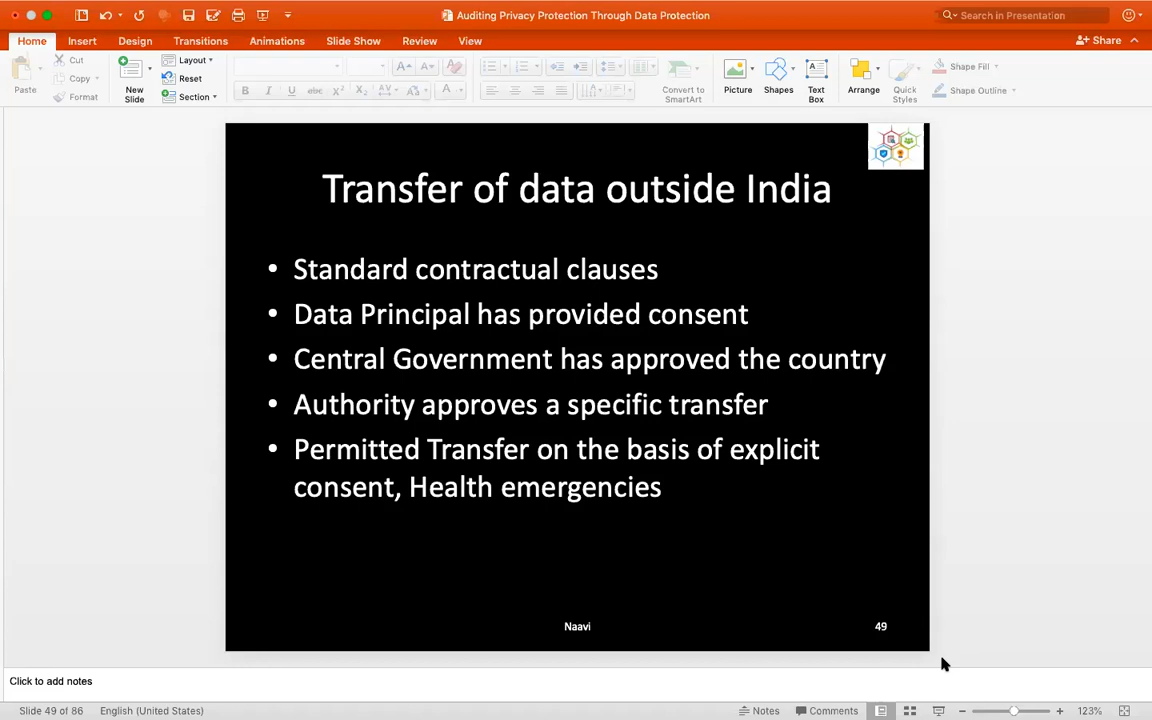 Auditing Privacy Protection Through Data Protection
Search in Presentation
Home Insert Design Transitions Animations Slide Show Review View
Share
Paste
Cut
Copy
Format
New
Slide
Layout
Reset
Section
Convert to
SmartArt
Picture
Shapes
Text
Box
Arrange
Quick
Styles
Shape Fill
Shape Outline
Transfer of data outside India
• Standard contractual clauses
• Data Principal has provided consent
• Central Government has approved the country
• Authority approves a specific transfer
• Permitted Transfer on the basis of explicit
consent, Health emergencies
Naavi
49
Click to add notes
Slide 49 of 86
English (United States)
Notes
Comments
123%